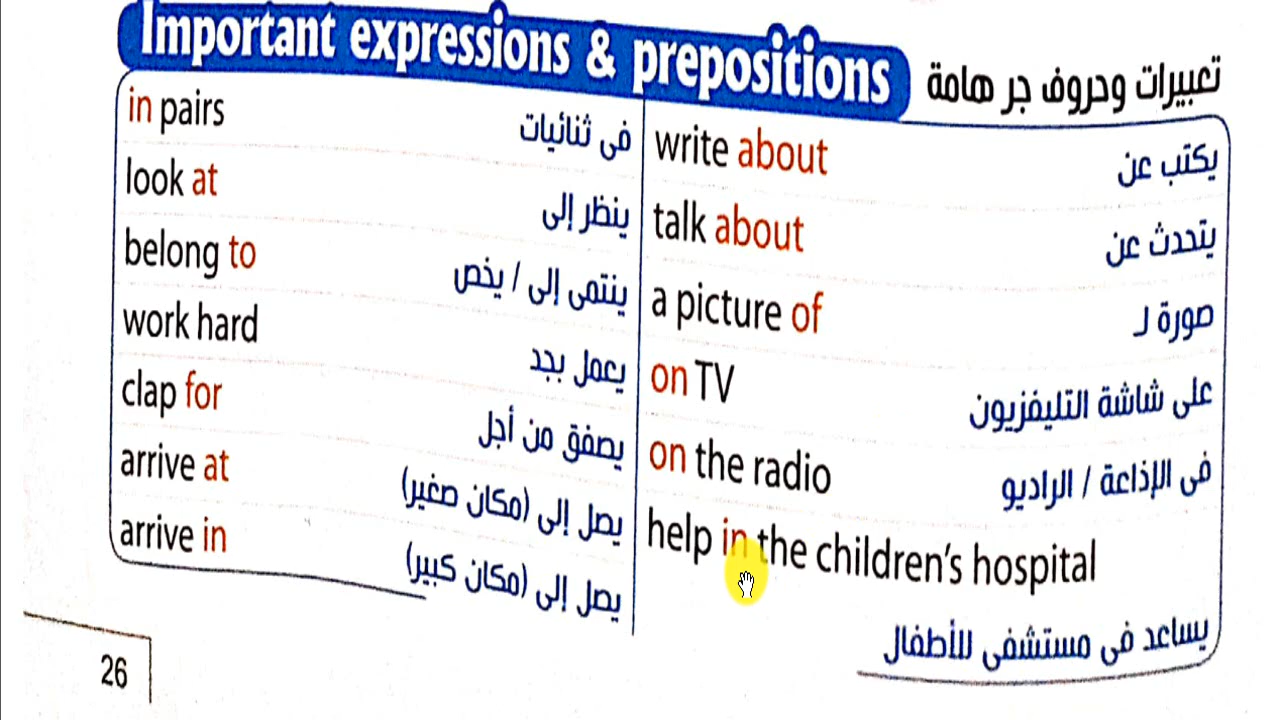 Important expressions & prepositions تعبيرات وحروف جر هامة
in pairs فى ثنائيات
look at ينظر إلى
belong to ينتمى إلى / يخص
work hard يعمل بجد
clap for يصفق من أجل
arrive at يصل إلى (مكان صغير)
arrive in يصل إلى (مكان كبير)
write about يكتب عن
talk about يتحدث عن
a picture of صورة لـ
on TV على شاشة التليفزيون
on the radio فى الإذاعة / الراديو
help in the children's hospital
يساعد فى مستشفى للأطفال
26